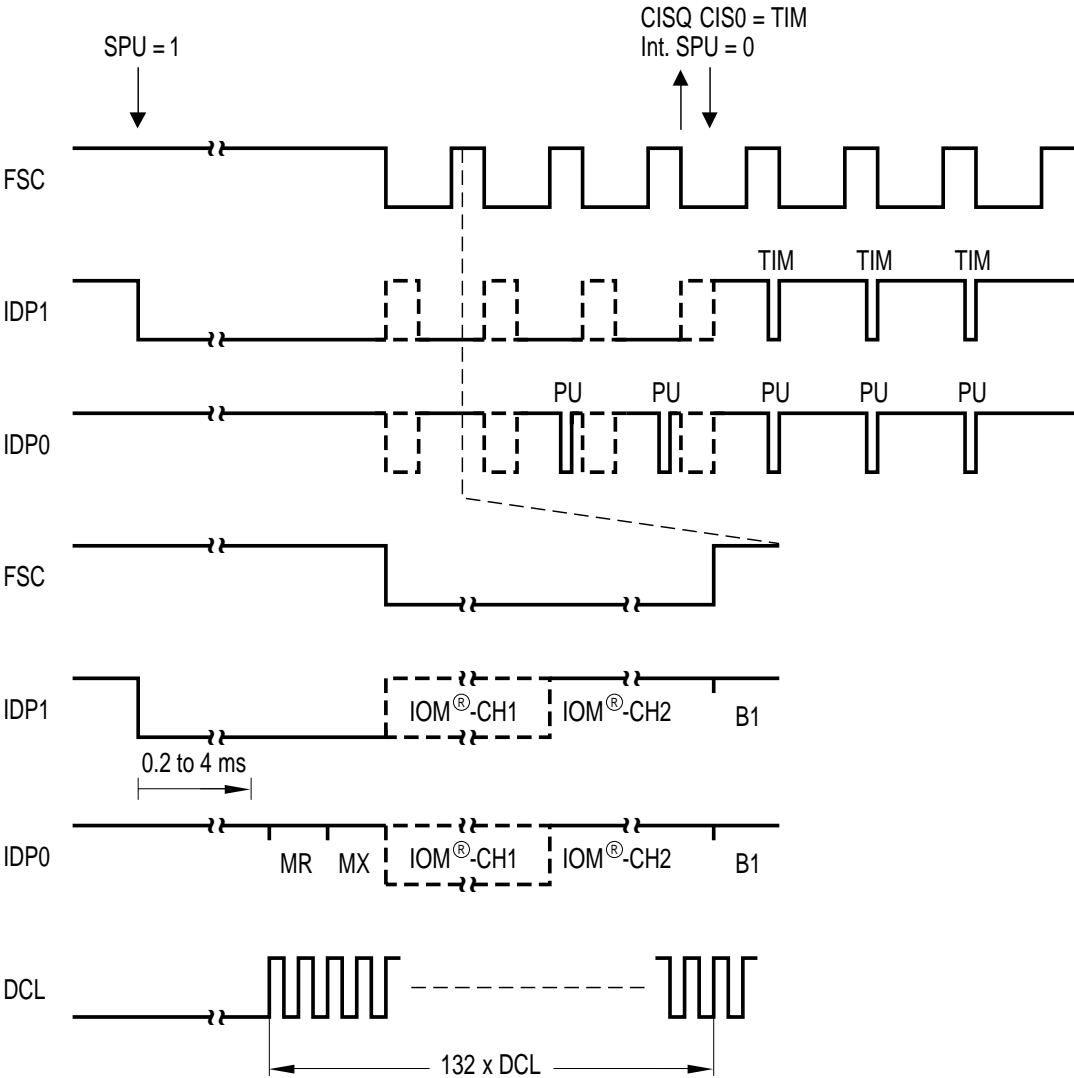 CISQ CIS0 = TIM
SPU = 1
Int. SPU = 0
FSC
TIM TIM TIM
IDP1
PU PU PU PU PU
IDP0
FSC
IDP1
IOM®-CH1 IOM®-CH2 B1
0.2 to 4 ms
IDP0
MR MX IOM®-CH1 IOM®-CH2 B1
DCL
132 x DCL